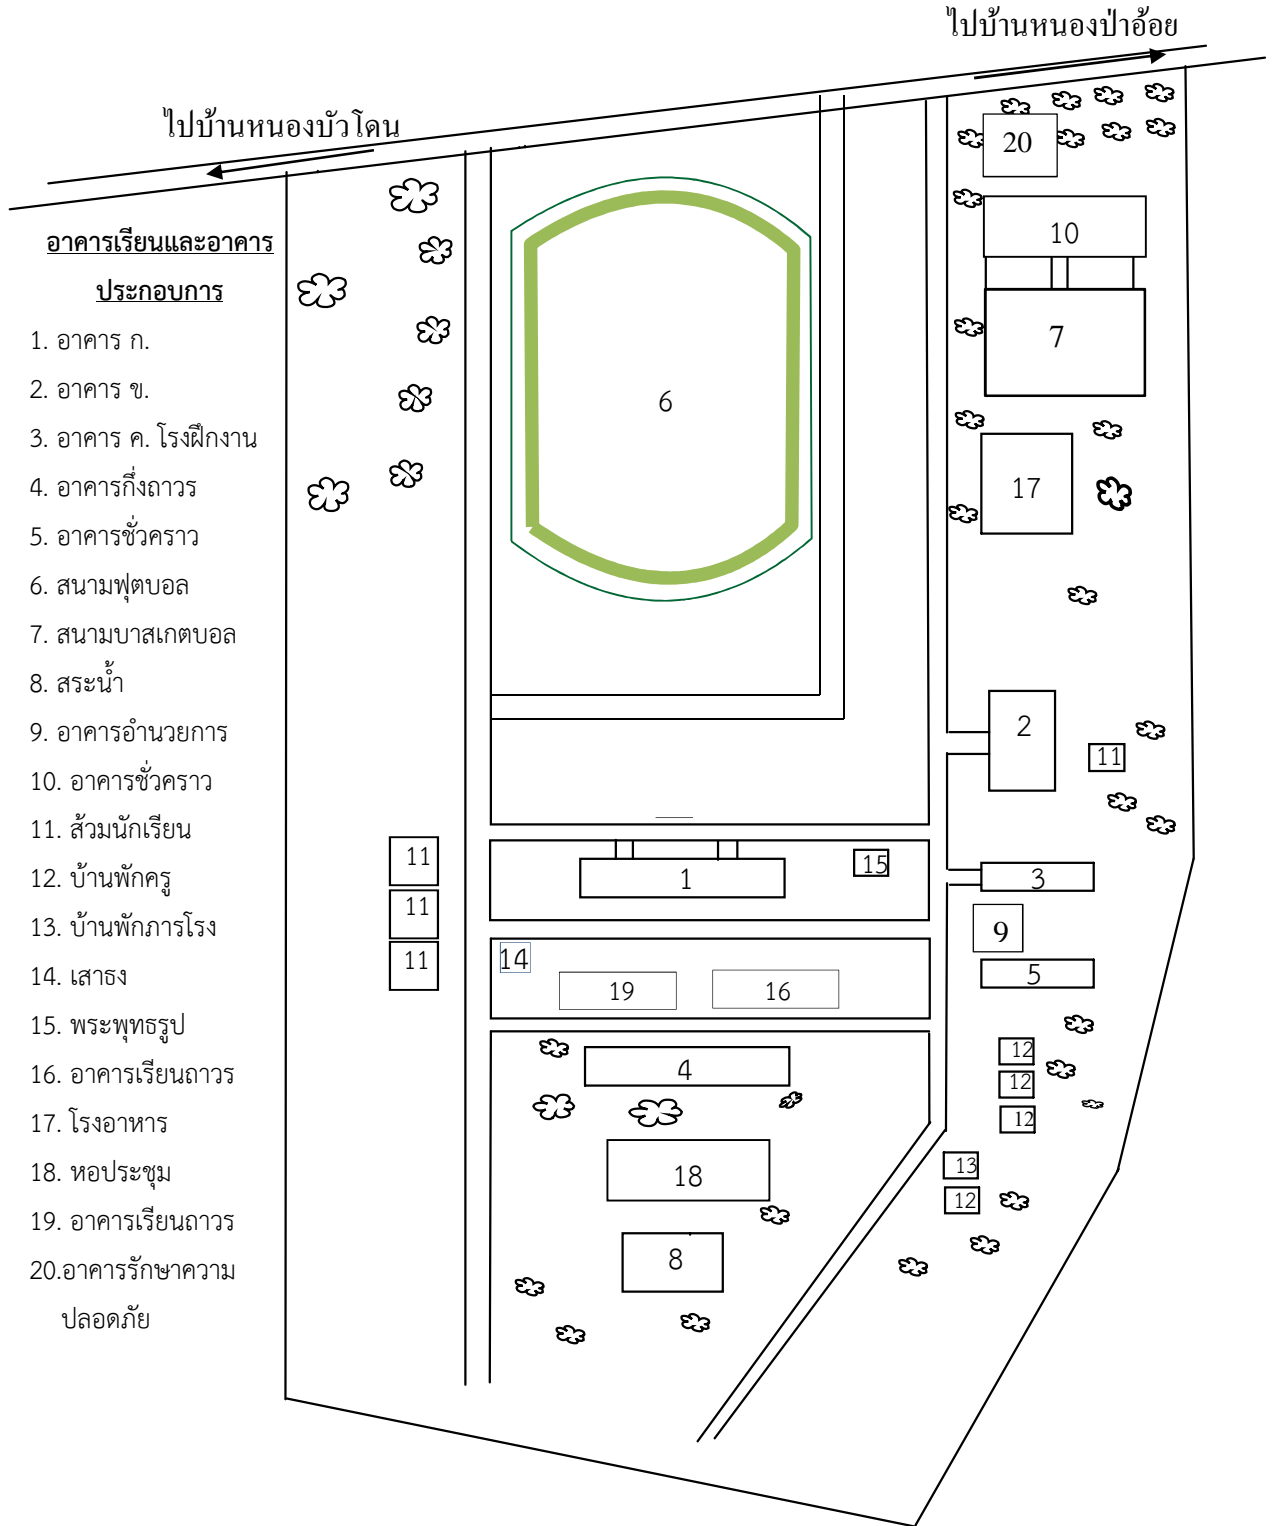 ไปบ้านหนองป่าอ้อย
ไปบ้านหนองบัวโดน
อาคารเรียนและอาคาร
ประกอบการ
1. อาคาร ก.
2. อาคาร ข.
3. อาคาร ค. โรงฝึกงาน
4. อาคารกึ่งถาวร
5. อาคารชั่วคราว
6. สนามฟุตบอล
7. สนามบาสเกตบอล
8. สระน้ำ
9. อาคารอำนวยการ
10. อาคารชั่วคราว
11. ส้วมนักเรียน
12. บ้านพักครู
13. บ้านพักภารโรง
14. เสาธง
15. พระพุทธรูป
16. อาคารเรียนถาวร
17. โรงอาหาร
18. หอประชุม
19. อาคารเรียนถาวร
20.อาคารรักษาความ
ปลอดภัย
20
10
7
6
17
2
11
11
1
15
3
11
9
11
14
19
16
5
4
12
12
12
18
13
12
8